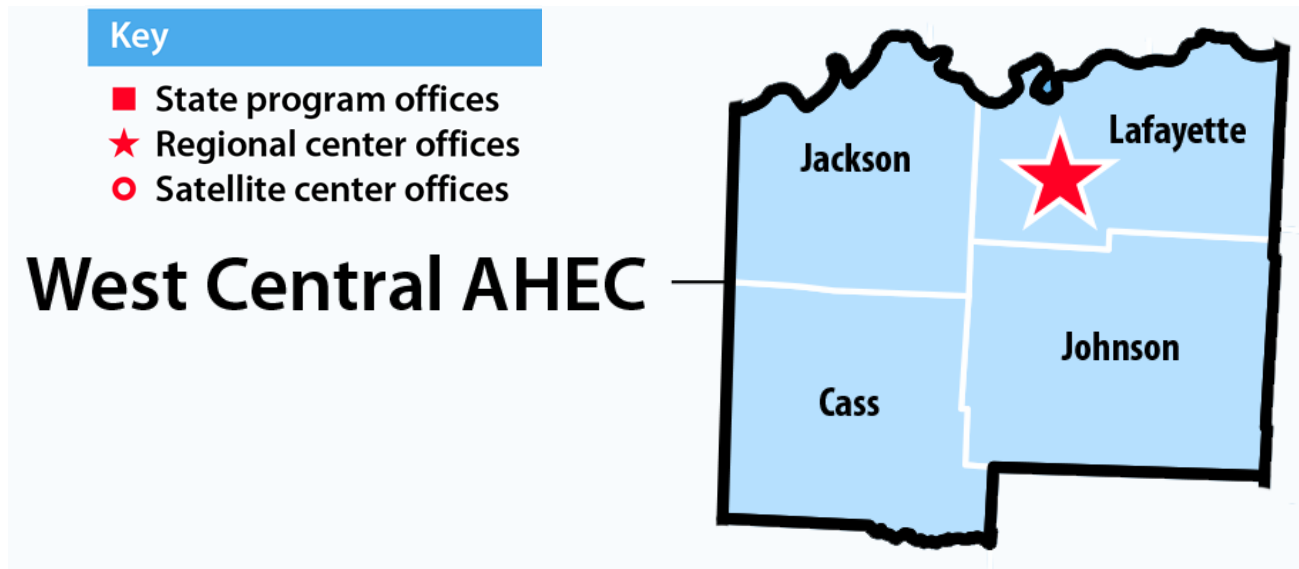 Key
State program offices
Regional center offices
Satellite center offices
West Central AHEC
Jackson
Lafayette
Cass
Johnson